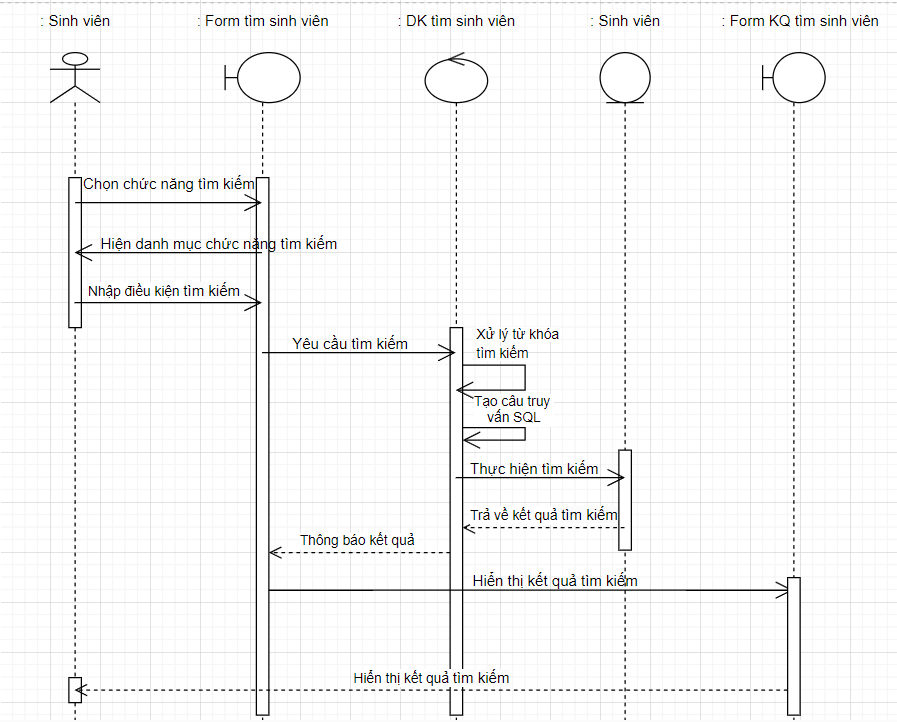 : Sinh viên
: Form tìm sinh viên
: DK tìm sinh viên
: Sinh viên
: Form KQ tìm sinh viên
Chọn chức năng tìm kiếm
Hiện danh mục chức năng tìm kiếm
Nhập điều kiện tìm kiếm
Yêu cầu tìm kiếm
Xử lý từ khóa
tìm kiếm
Tạo câu truy
vấn SQL
Thực hiện tìm kiếm
Trả về kết quả tìm kiếm
Thông báo kết quả
Hiển thị kết quả tìm kiếm
Hiển thị kết quả tìm kiếm